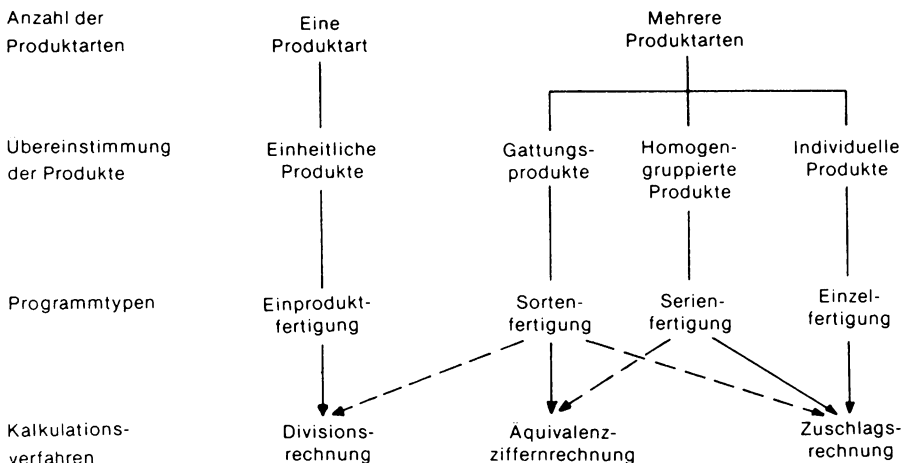 Anzahl der
Produktarten
Eine
Produktart
Mehrere
Produktarten
Übereinstimmung
der Produkte
Einheitliche
Produkte
Gattungs-
produkte
Homogen-
gruppierte
Produkte
Individuelle
Produkte
Programmtypen
Einprodukt-
fertigung
Sorten-
fertigung
Serien-
fertigung
Einzel-
fertigung
Kalkulations-
verfahren
Divisions-
rechnung
Äquivalenz-
ziffernrechnung
Zuschlags-
rechnung